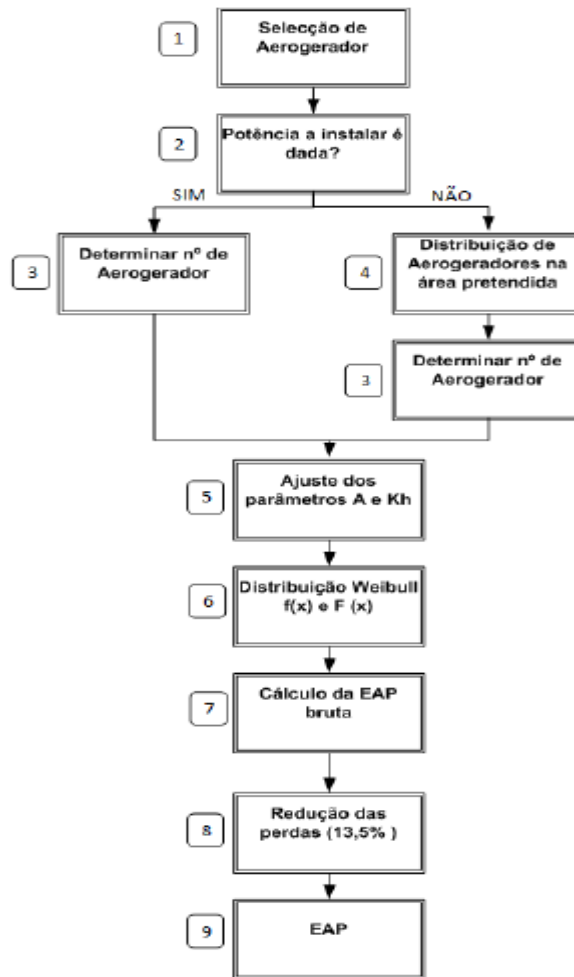 1
Selecção de
Aerogerador
2
Potência a instalar é
dada?
SIM
NÃO
3
Determinar nº de
Aerogerador
4
Distribuição de
Aerogeradores na
área pretendida
3
Determinar nº de
Aerogerador
5
Ajuste dos
parâmetros A e Kh
6
Distribuição Weibull
f(x) e F (x)
7
Cálculo da EAP
bruta
8
Redução das
perdas (13,5% )
9
EAP